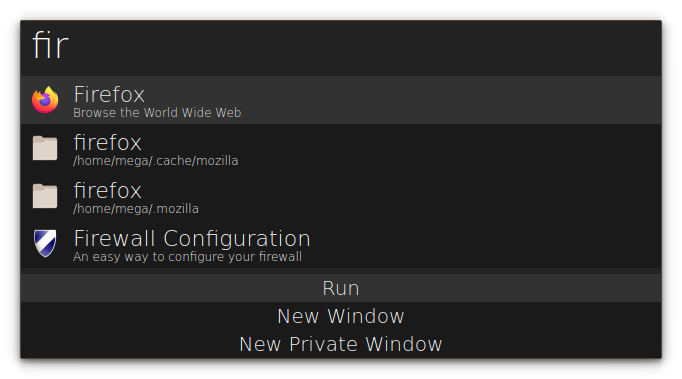 fir
Firefox
Browse the World Wide Web
firefox
/home/mega/.cache/mozilla
firefox
/home/mega/.mozilla
Firewall Configuration
An easy way to configure your firewall
Run
New Window
New Private Window